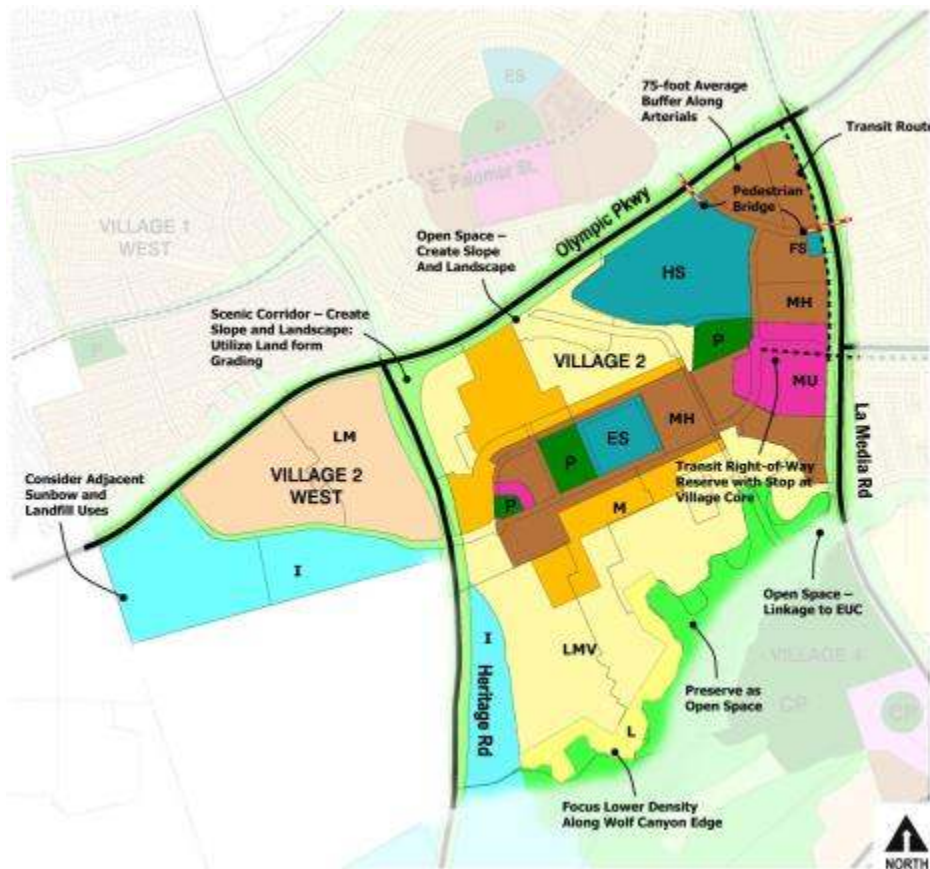 ES
P
E. Palomar St.
VILLAGE 1
WEST
P
75-foot Average
Buffer Along
Arterials
Transit Route
Pedestrian
Bridge
Olympic Pkwy
Open Space –
Create Slope
And Landscape
HS
FS
MH
Scenic Corridor – Create
Slope and Landscape:
Utilize Land form
Grading
P
VILLAGE 2
MU
LM
VILLAGE 2
WEST
MH
ES
P
La Media Rd
Transit Right-of-Way
Reserve with Stop at
Village Core
Consider Adjacent
Sunbow and
Landfill Uses
P
M
I
Open Space –
Linkage to EUC
I
Heritage Rd
LMV
VILLAGE 4
CP
CP
Preserve as
Open Space
L
Focus Lower Density
Along Wolf Canyon Edge
NORTH